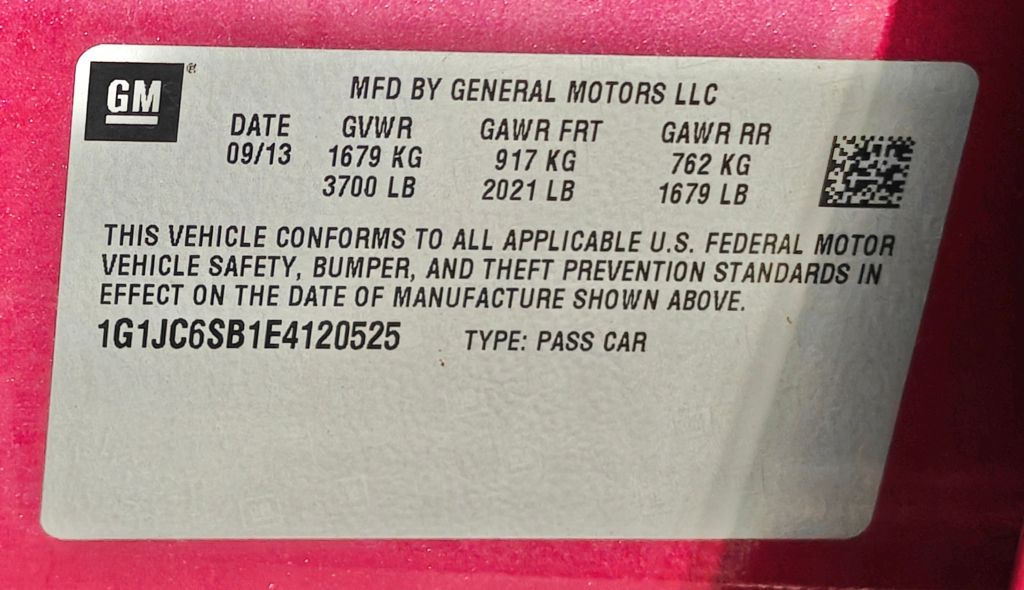 GM®
MFD BY GENERAL MOTORS LLC
DATE GVWR GAWR FRT GAWR RR
09/13 1679 KG 917 KG 762 KG
3700 LB 2021 LB 1679 LB
THIS VEHICLE CONFORMS TO ALL APPLICABLE U.S. FEDERAL MOTOR
VEHICLE SAFETY, BUMPER, AND THEFT PREVENTION STANDARDS IN
EFFECT ON THE DATE OF MANUFACTURE SHOWN ABOVE.
1G1JC6SB1E4120525 TYPE: PASS CAR